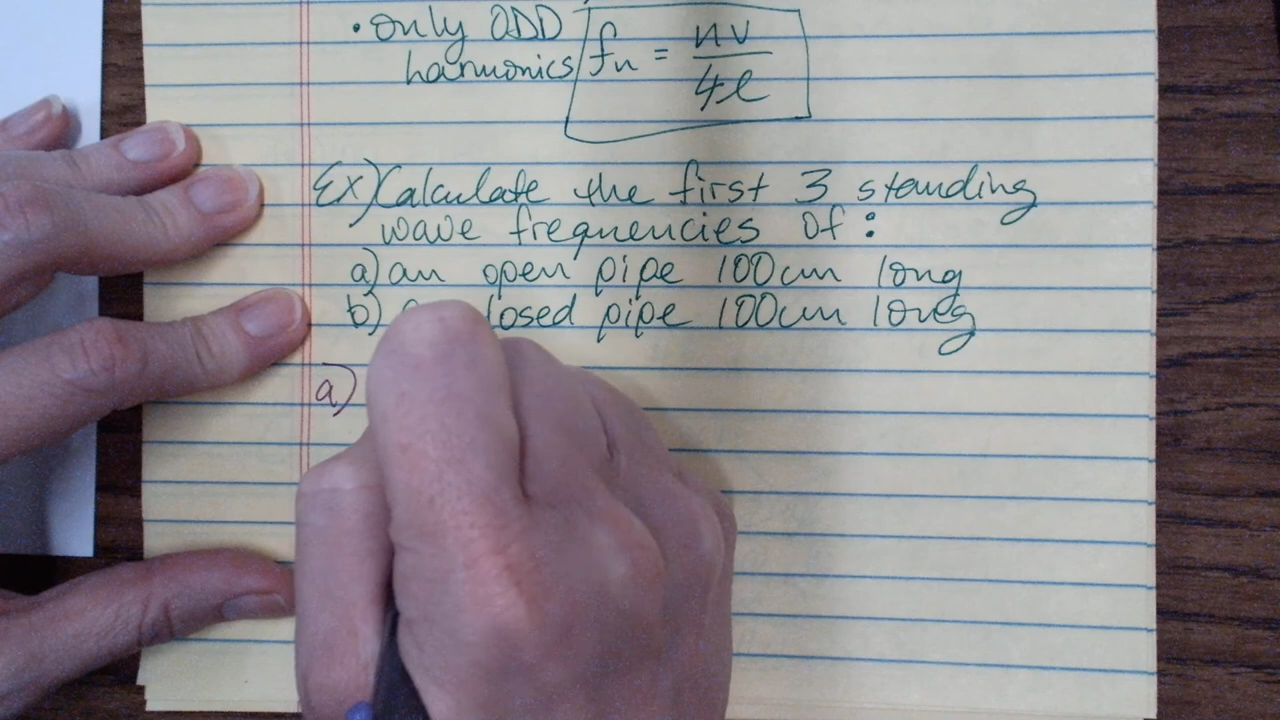 • only ODD
harmonics fn = nv / 4l
Ex) Calculate the first 3 standing
wave frequencies of :
a) an open pipe 100cm long
b) losed pipe 100cm long
a)